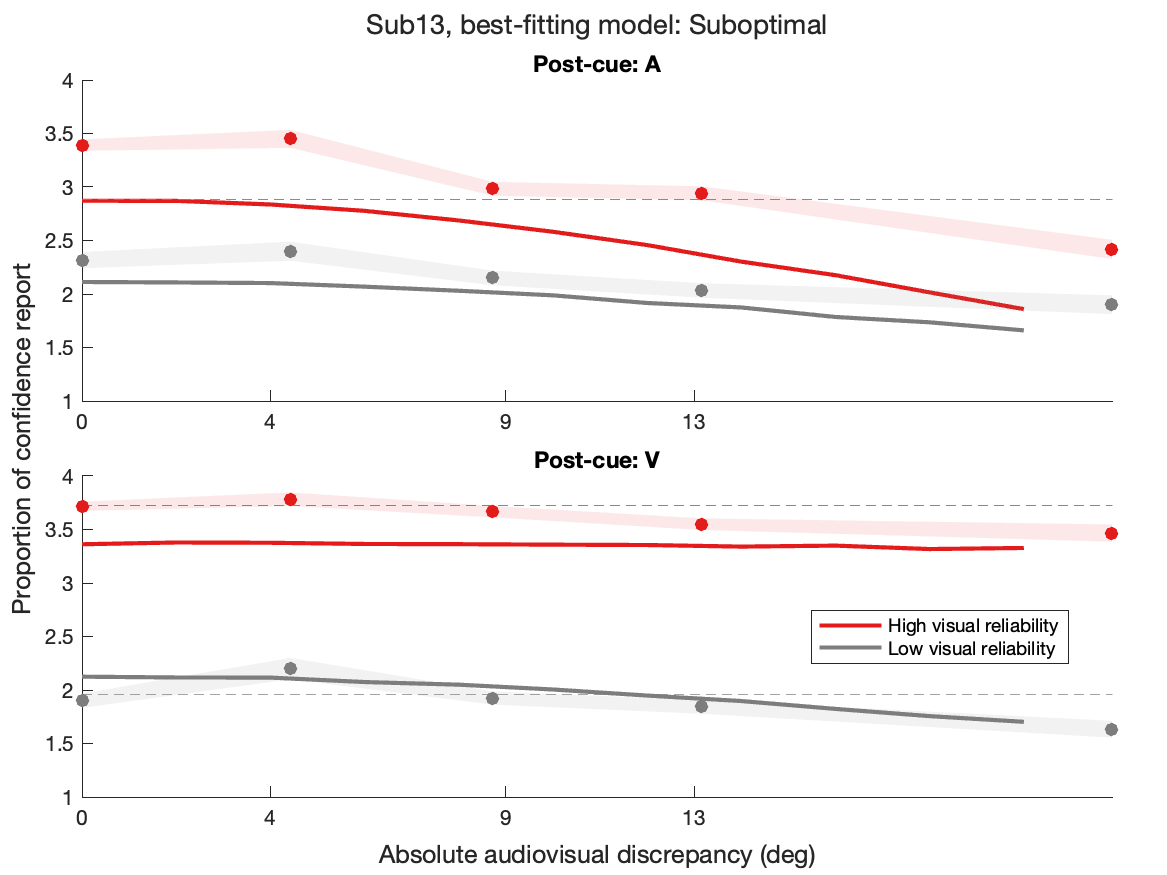 Sub13, best-fitting model: Suboptimal
Post-cue: A
4
3.5
3
2.5
2
1.5
1
0 4 9 13
Proportion of confidence report
Post-cue: V
4
3.5
3
2.5
2
1.5
1
High visual reliability
Low visual reliability
0 4 9 13
Absolute audiovisual discrepancy (deg)